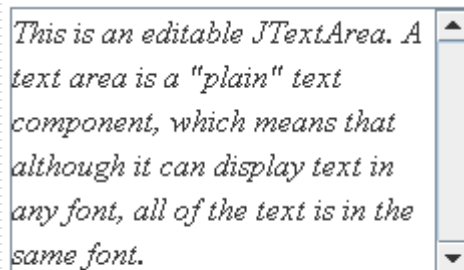 This is an editable JTextArea. A
text area is a "plain" text
component, which means that
although it can display text in
any font, all of the text is in the
same font.